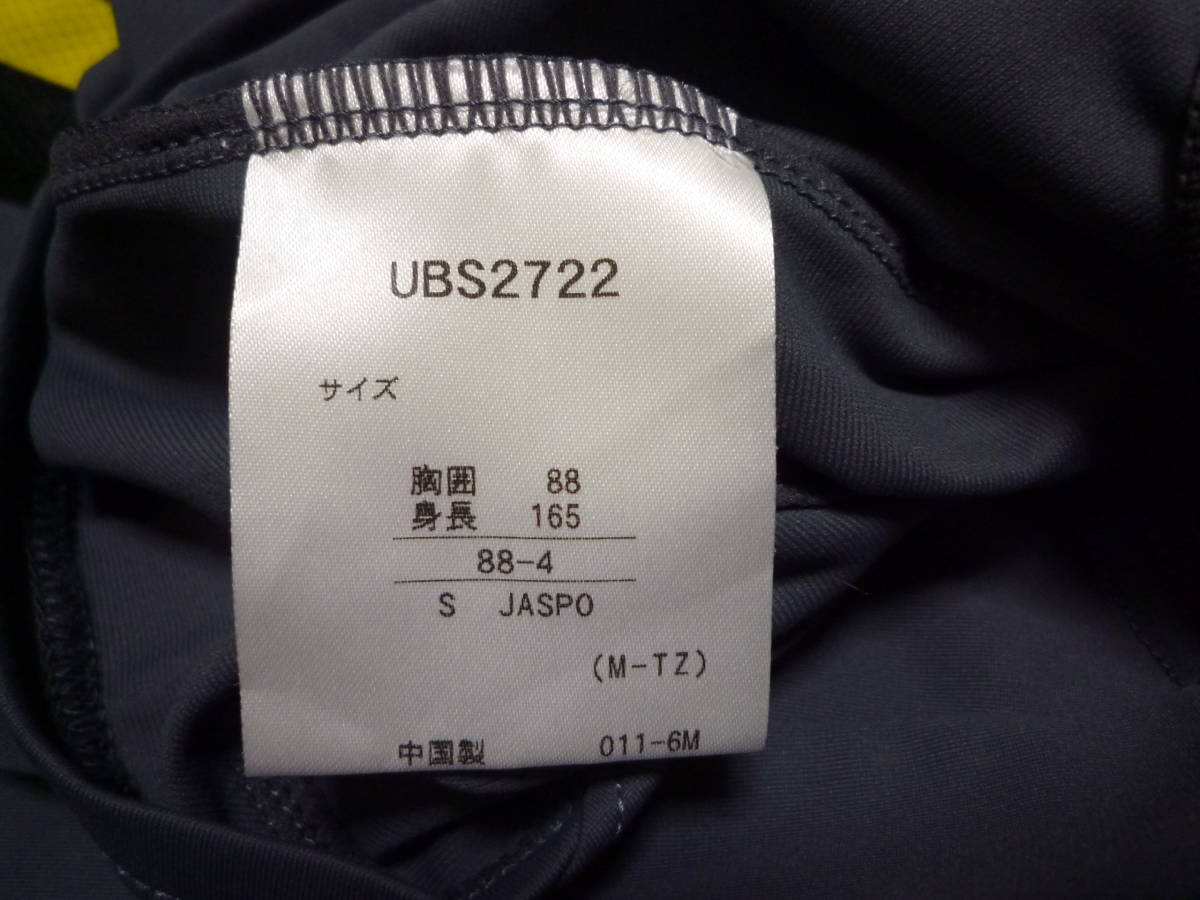 UBS2722
サイズ
胸囲 88
身長 165
88-4
S JASPO
(M-TZ)
中国製 011-6M